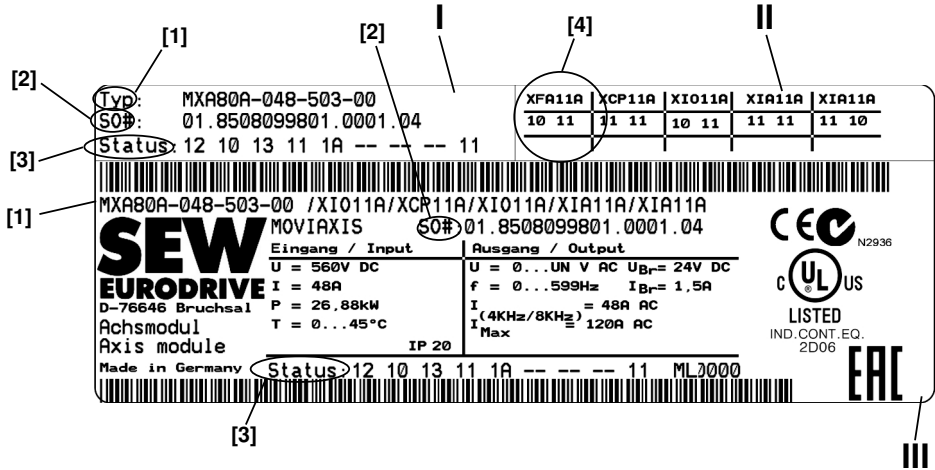 I
II
[1]
[2]
[4]
[2]
Typ: MXA80A-048-503-00
SO#: 01.8508099801.0001.04
Status: 12 10 13 11 1A -- -- -- 11
[3]
XFA11A XCP11A XIO11A XIA11A XIA11A
10 11 11 11 10 11 11 11 11 10
[1]
MXA80A-048-503-00 /XIO11A/XCP11A/XIO11A/XIA11A/XIA11A
[2]
SEW
EURODRIVE
D-76646 Bruchsal
Achsmodul
Axis module
Made in Germany
MOVIAXIS SO#:01.8508099801.0001.04
Eingang / Input
U = 560V DC
I = 48A
P = 26,88kW
T = 0...45°C
IP 20
Ausgang / Output
U = 0...UN V AC UBr= 24V DC
f = 0...599Hz IBr= 1,5A
I(4KHz/8KHz) = 48A AC
IMax = 120A AC
Status:12 10 13 11 1A -- -- -- 11 ML0000
[3]
CE
N2936
C UL US
LISTED
IND.CONT.EQ.
2D06
EAC
III